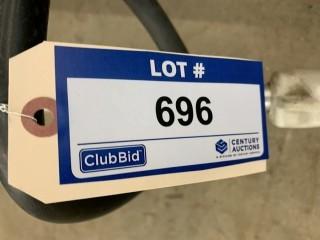 LOT #
696
ClubBid
CENTURY
AUCTIONS